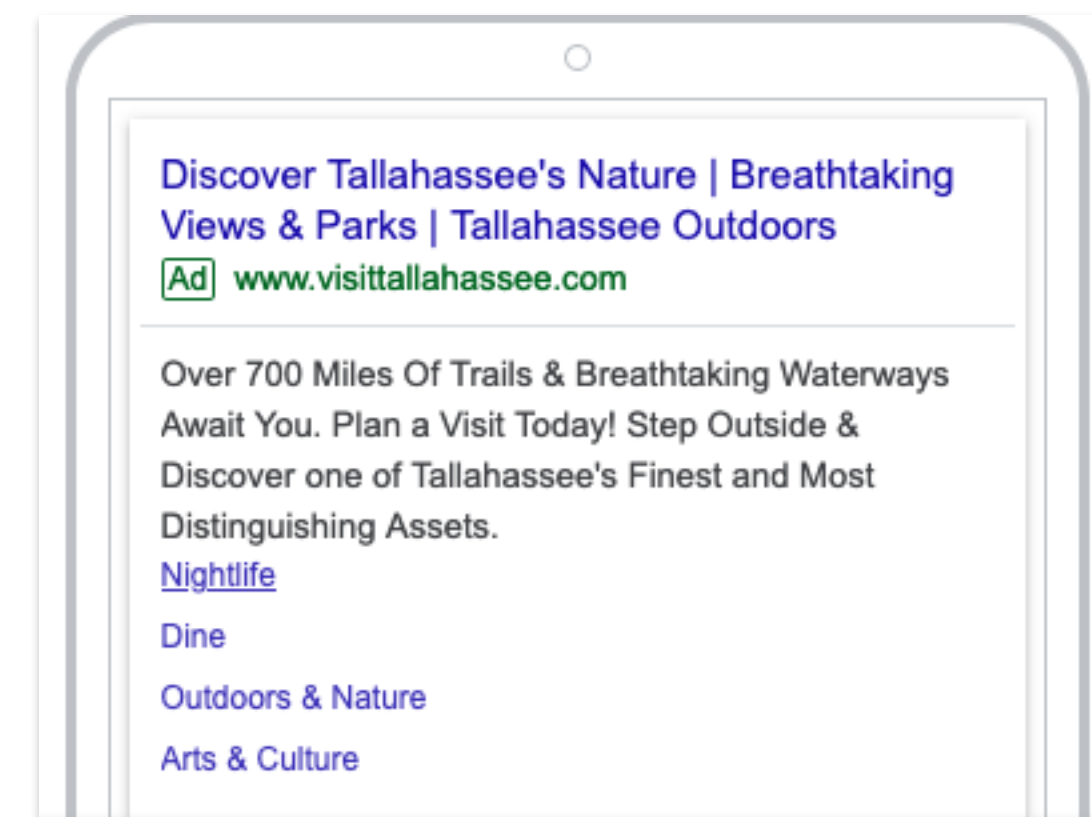 Discover Tallahassee's Nature | Breathtaking
Views & Parks | Tallahassee Outdoors
Ad www.visittallahassee.com
Over 700 Miles Of Trails & Breathtaking Waterways
Await You. Plan a Visit Today! Step Outside &
Discover one of Tallahassee's Finest and Most
Distinguishing Assets.
Nightlife
Dine
Outdoors & Nature
Arts & Culture